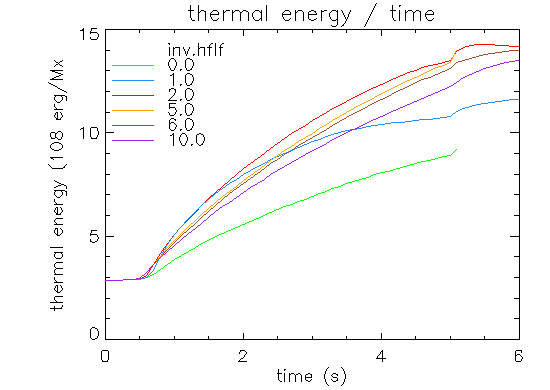 thermal energy / time
thermal energy (108 erg/Mx
15
10
5
0
inv.hflf
0.0
1.0
2.0
5.0
6.0
10.0
0 2 4 6
time (s)